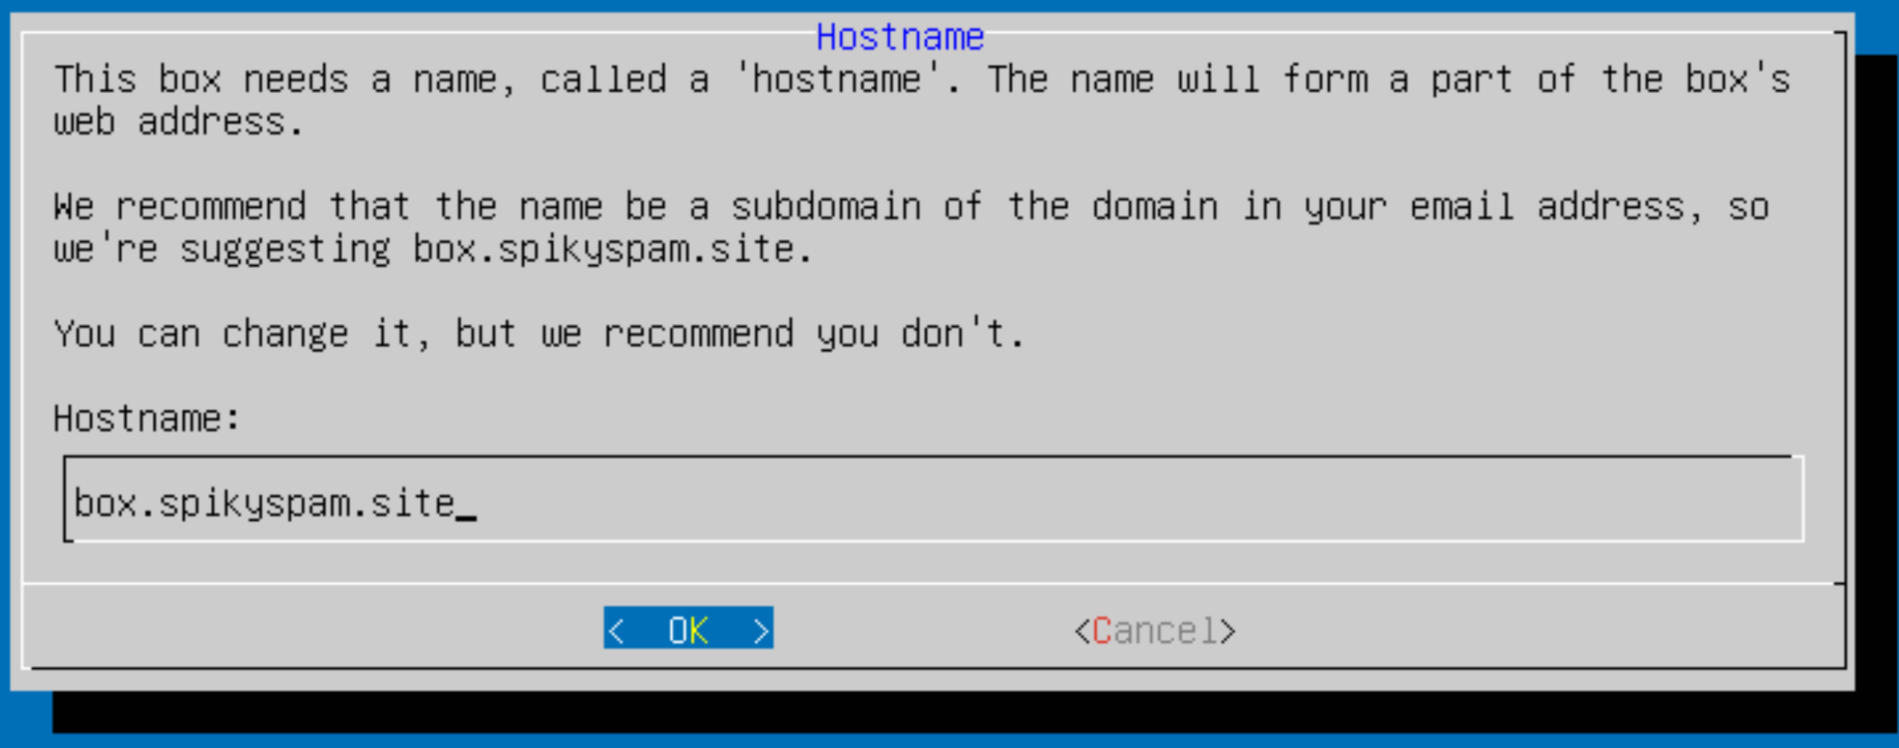 Hostname
This box needs a name, called a 'hostname'. The name will form a part of the box's
web address.
We recommend that the name be a subdomain of the domain in your email address, so
we're suggesting box.spikyspam.site.
You can change it, but we recommend you don't.
Hostname:
box.spikyspam.site_
< OK > <Cancel>